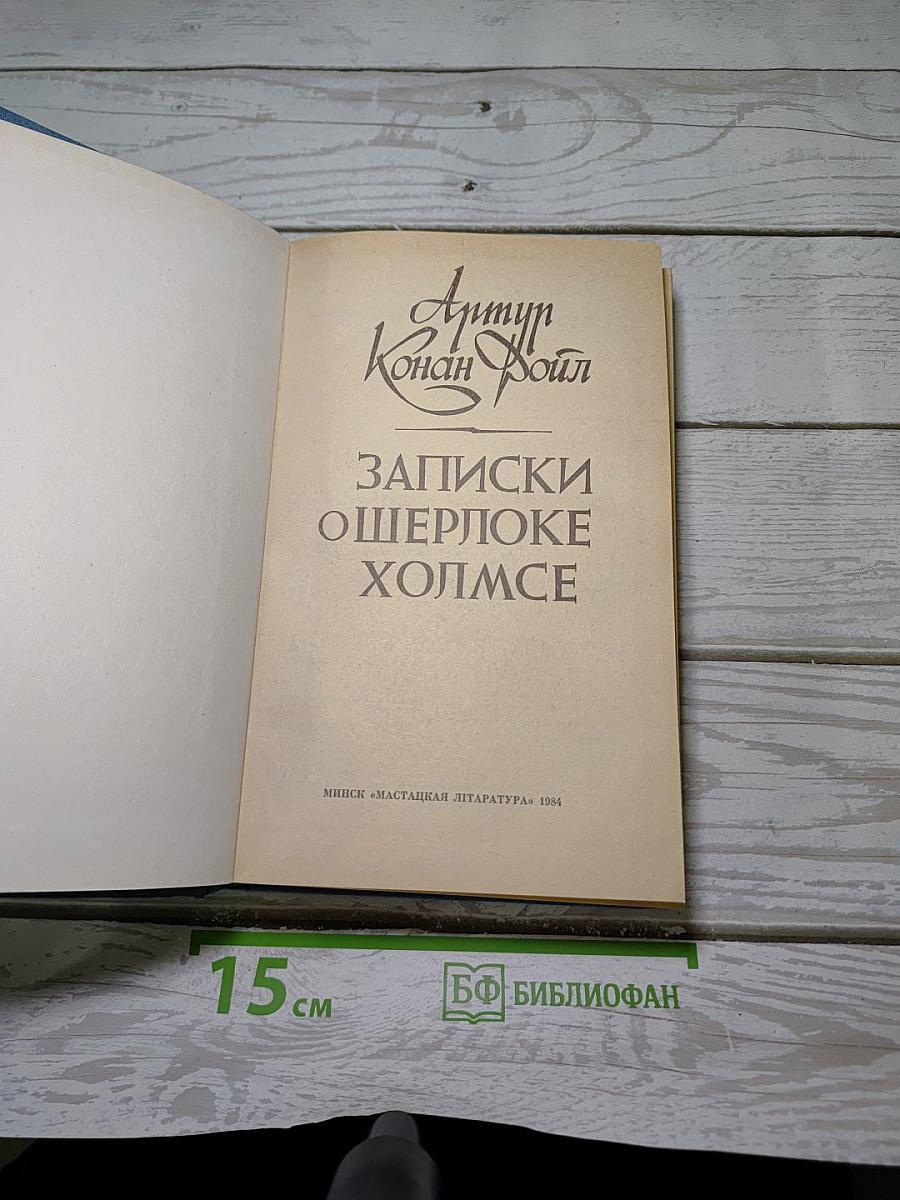 Артур
Конан Дойл
ЗАПИСКИ
О ШЕРЛОКЕ
ХОЛМСЕ
МИНСК «МАСТАЦКАЯ ЛІТАРАТУРА» 1984
15 см
БФ БИБЛИОФАН